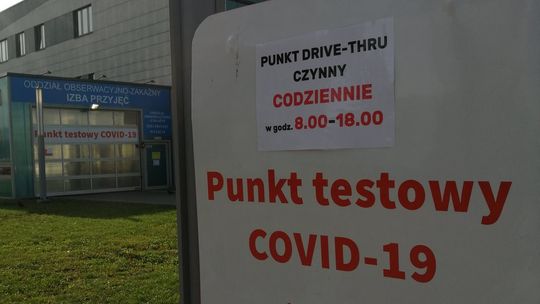 ODDZIAŁ OBSERWACYJNO-ZAKAŹNY
IZBA PRZYJĘĆ
Punkt testowy COVID-19
PUNKT DRIVE-THRU
CZYNNY
CODZIENNIE
w godz. 8.00-18.00
Punkt testowy
COVID-19